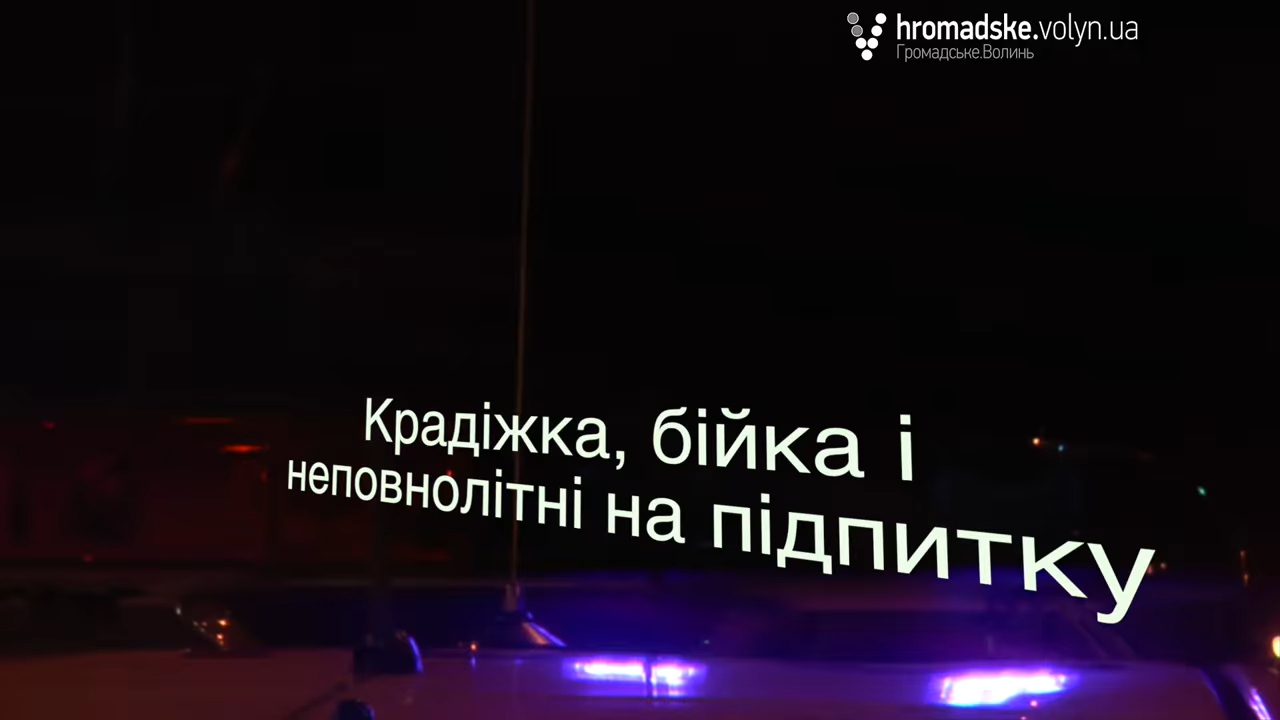 hromadske.volyn.ua
Громадське.Волинь
Крадіжка, бійка і
неповнолітні на підпитку